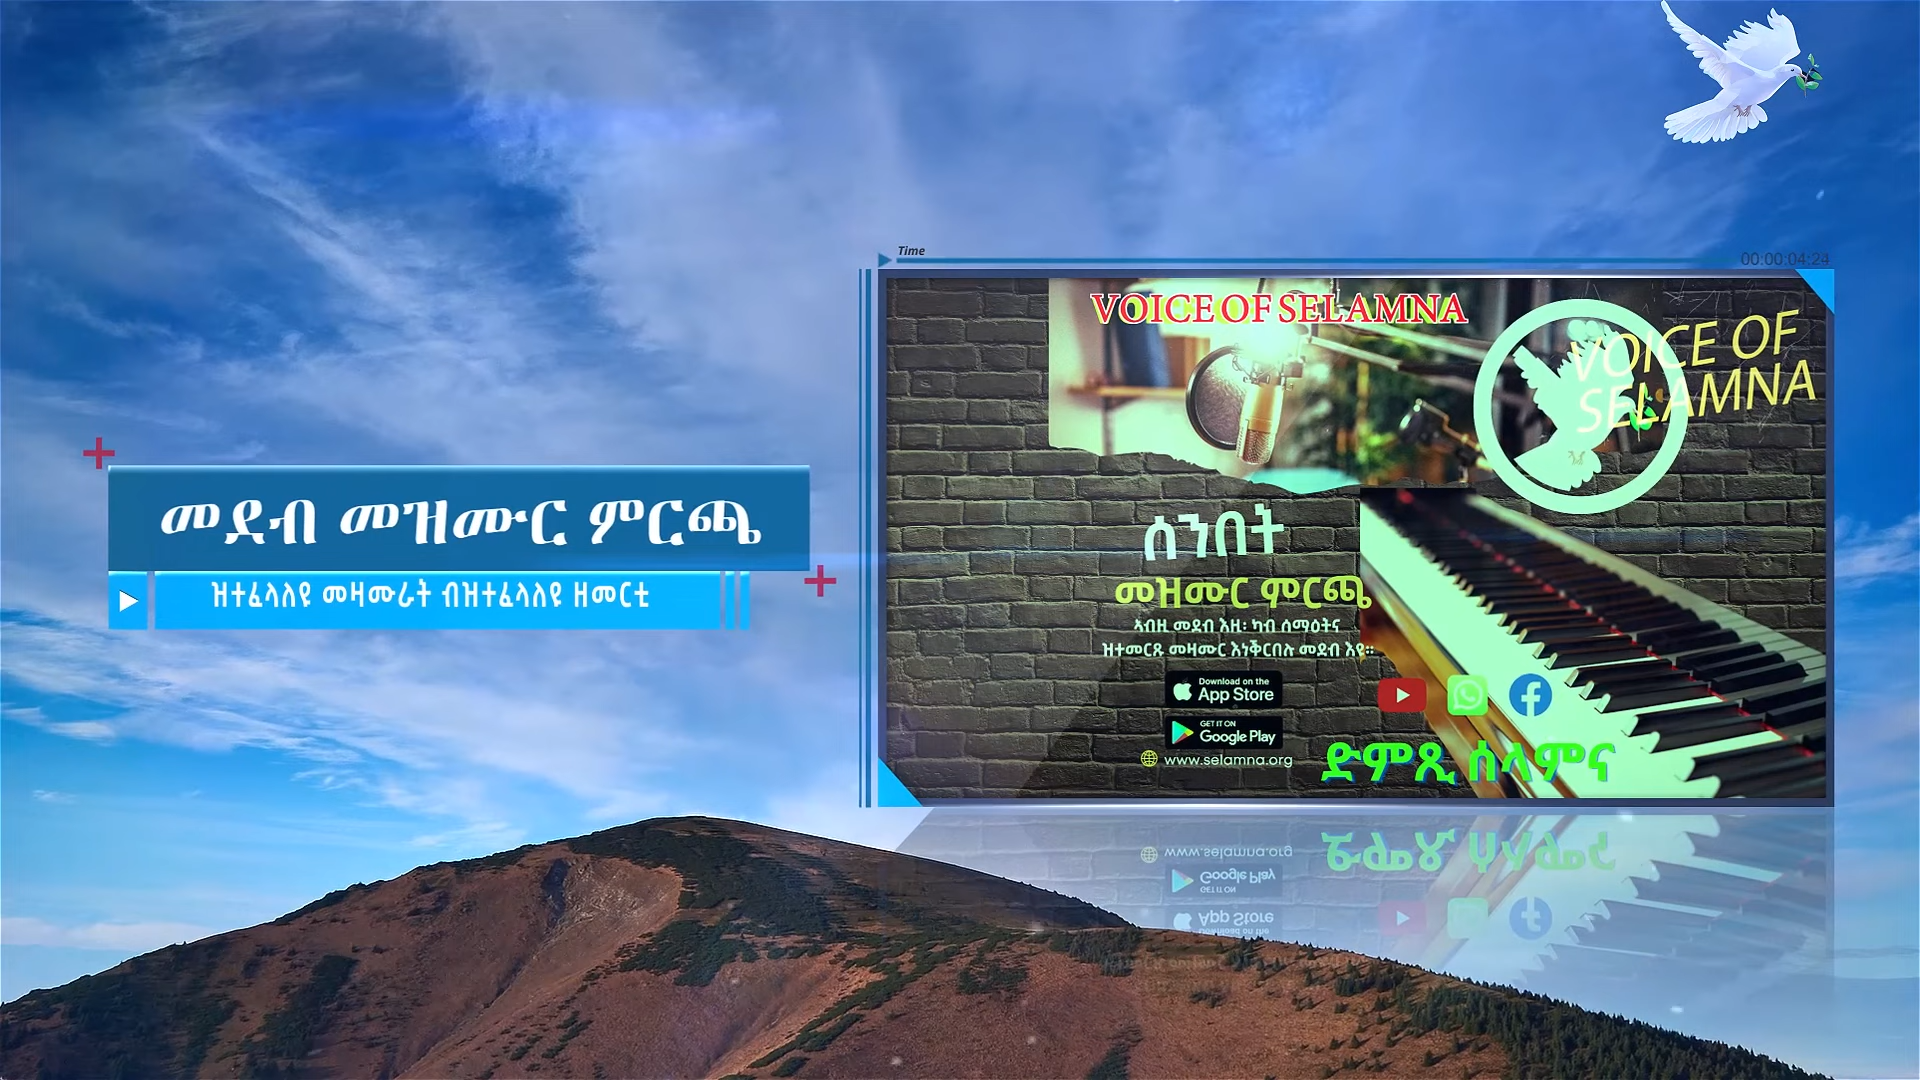 Time
00:00:04:24
VOICE OF SELAMNA
VOICE OF
SELAMNA
መደብ መዝሙር ምርጫ
ዝተፈላለዩ መዛሙራት ብዝተፈላለዩ ዘመርቲ
ሰንበት
መዝሙር ምርጫ
ኣብዚ መደብ እዚ፡ ካብ ሰማዕትና
ዝተመርጹ መዛሙር እነቕርበሉ መደብ እዩ።
Download on the
App Store
GET IT ON
Google Play
www.selamna.org
ድምጺ ሰላምና